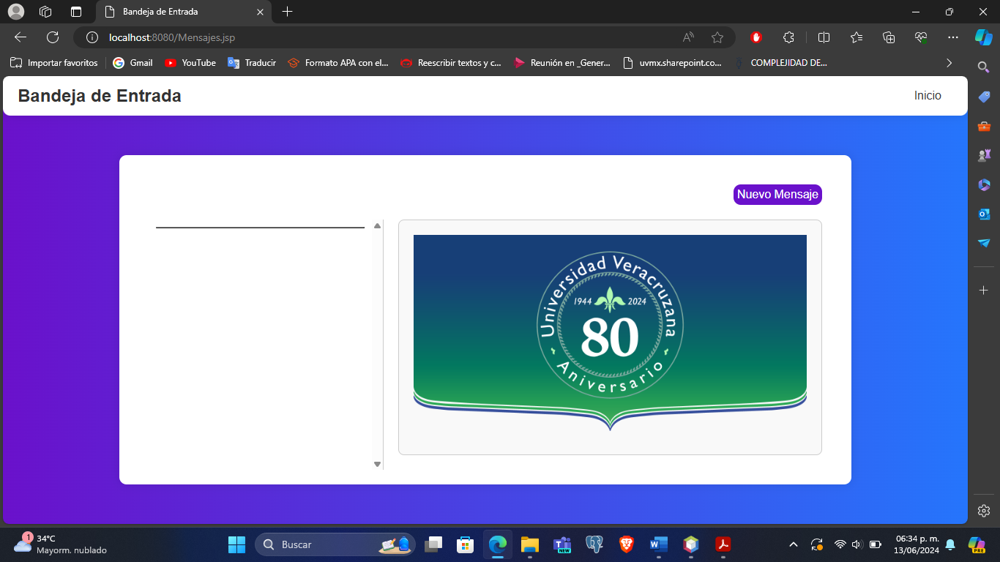 Bandeja de Entrada
localhost:8080/Mensajes.jsp
Importar favoritos
Gmail
YouTube
Traducir
Formato APA con el...
Reescribir textos y c...
Reunión en _Gener...
uvmx.sharepoint.co...
COMPLEJIDAD DE...
Bandeja de Entrada
Inicio
Nuevo Mensaje
Universidad Veracruzana
1944
2024
80
Aniversario
1
34°C
Mayorm. nublado
Buscar
NEW
06:34 p. m.
13/06/2024
PRE